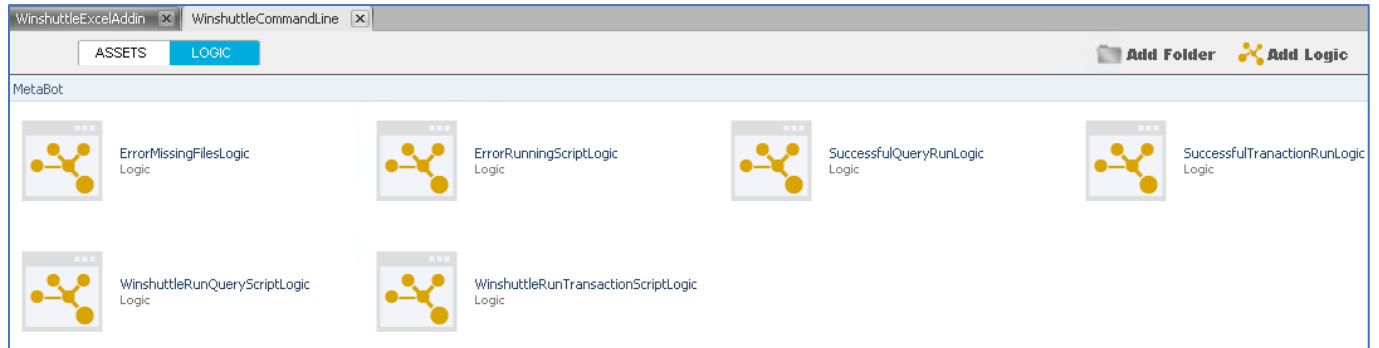 WinshuttleExcelAddin WinshuttleCommandLine
ASSETS LOGIC Add Folder Add Logic
MetaBot
ErrorMissingFilesLogic ErrorRunningScriptLogic SuccessfulQueryRunLogic SuccessfulTranactionRunLogic
Logic Logic Logic Logic
WinshuttleRunQueryScriptLogic WinshuttleRunTransactionScriptLogic
Logic Logic